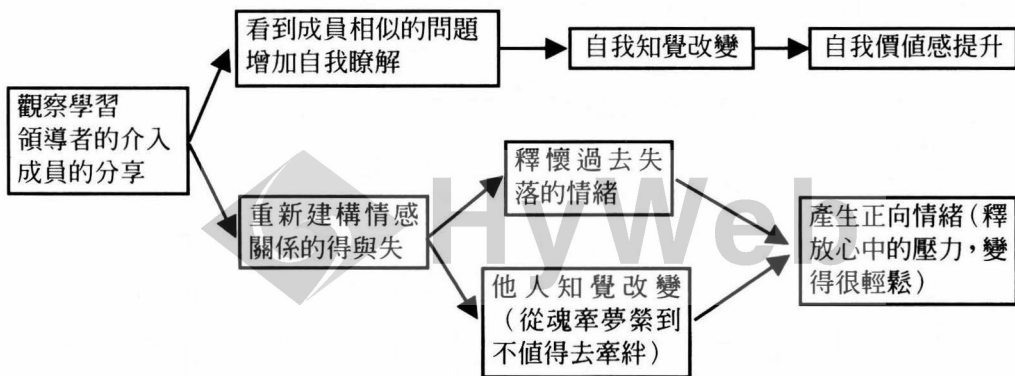 觀察學習
領導者的介入
成員的分享
看到成員相似的問題
增加自我瞭解
自我知覺改變
自我價值感提升
重新建構情感
關係的得與失
釋懷過去失
落的情緒
他人知覺改變
（從魂牽夢縈到
不值得去牽絆）
產生正向情緒（釋
放心中的壓力，變
得很輕鬆）
HyWeb